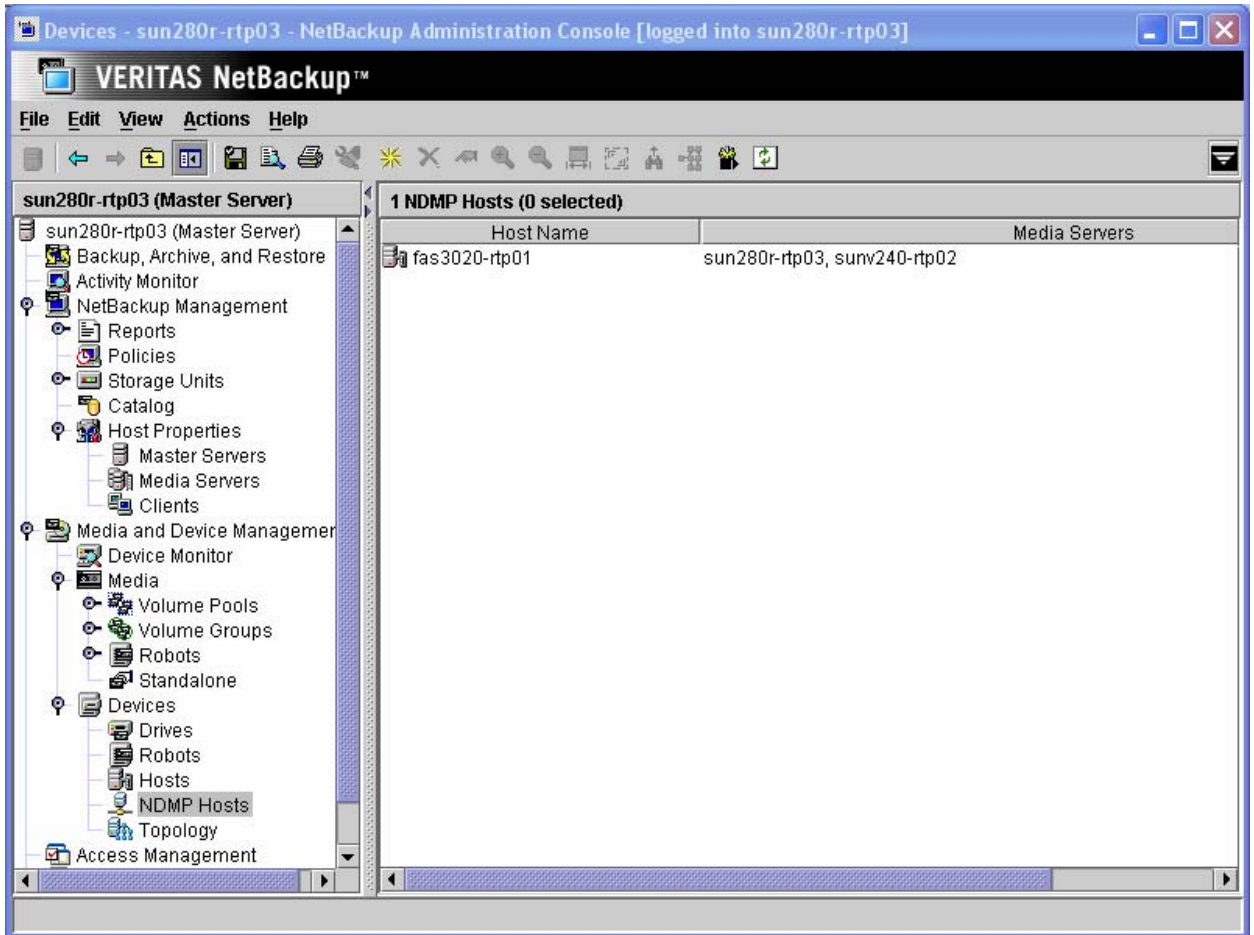 Devices - sun280r-rtp03 - NetBackup Administration Console [logged into sun280r-rtp03]
VERITAS NetBackup™
File Edit View Actions Help
sun280r-rtp03 (Master Server)
1 NDMP Hosts (0 selected)
sun280r-rtp03 (Master Server)
Backup, Archive, and Restore
Activity Monitor
NetBackup Management
Reports
Policies
Storage Units
Catalog
Host Properties
Master Servers
Media Servers
Clients
Media and Device Managemer
Device Monitor
Media
Volume Pools
Volume Groups
Robots
Standalone
Devices
Drives
Robots
Hosts
NDMP Hosts
Topology
Access Management
Host Name Media Servers
fas3020-rtp01 sun280r-rtp03, sunv240-rtp02